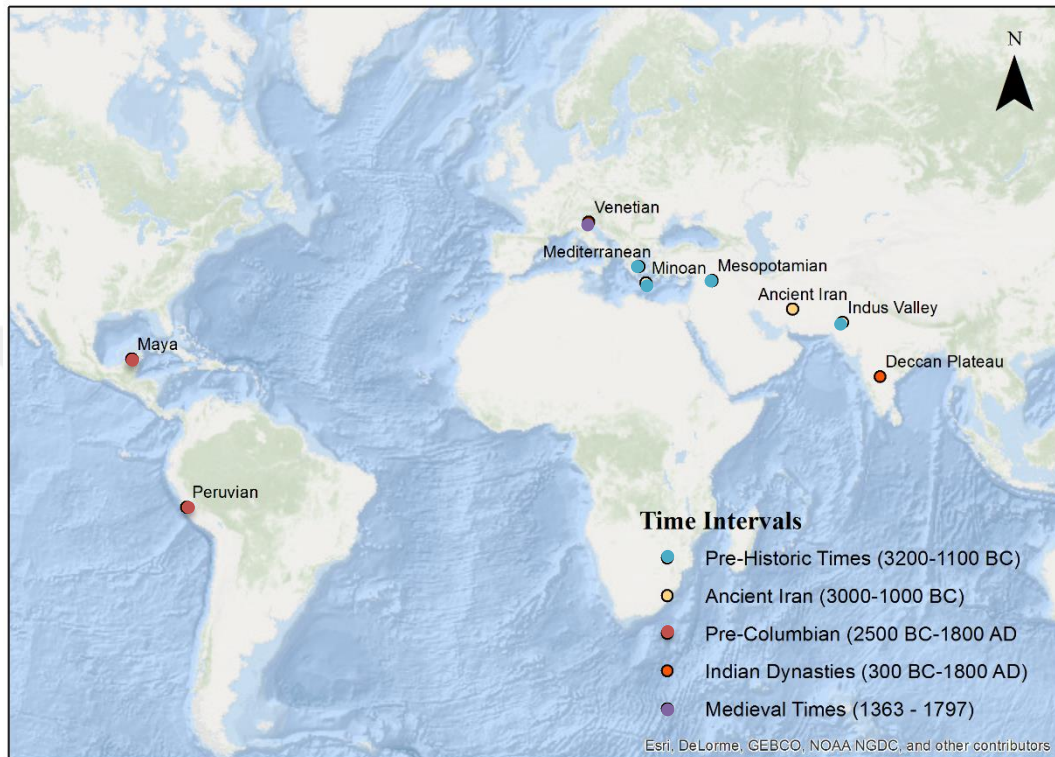 N
Venetian
Mediterranean
Minoan
Mesopotamian
Ancient Iran
Indus Valley
Maya
Deccan Plateau
Peruvian
Time Intervals
Pre-Historic Times (3200-1100 BC)
Ancient Iran (3000-1000 BC)
Pre-Columbian (2500 BC-1800 AD
Indian Dynasties (300 BC-1800 AD)
Medieval Times (1363 - 1797)
Esri, DeLorme, GEBCO, NOAA NGDC, and other contributors